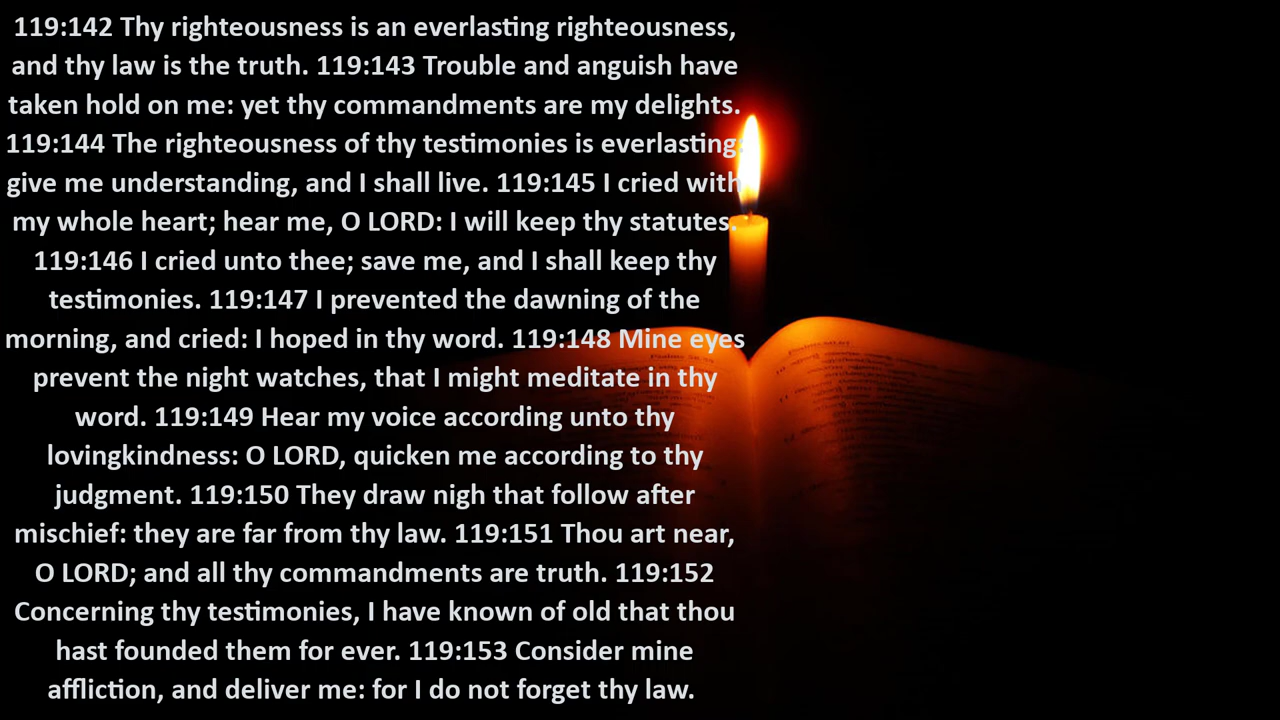 119:142 Thy righteousness is an everlasting righteousness,
and thy law is the truth. 119:143 Trouble and anguish have
taken hold on me: yet thy commandments are my delights.
119:144 The righteousness of thy testimonies is everlasting:
give me understanding, and I shall live. 119:145 I cried with
my whole heart; hear me, O LORD: I will keep thy statutes.
119:146 I cried unto thee; save me, and I shall keep thy
testimonies. 119:147 I prevented the dawning of the
morning, and cried: I hoped in thy word. 119:148 Mine eyes
prevent the night watches, that I might meditate in thy
word. 119:149 Hear my voice according unto thy
lovingkindness: O LORD, quicken me according to thy
judgment. 119:150 They draw nigh that follow after
mischief: they are far from thy law. 119:151 Thou art near,
O LORD; and all thy commandments are truth. 119:152
Concerning thy testimonies, I have known of old that thou
hast founded them for ever. 119:153 Consider mine
affliction, and deliver me: for I do not forget thy law.